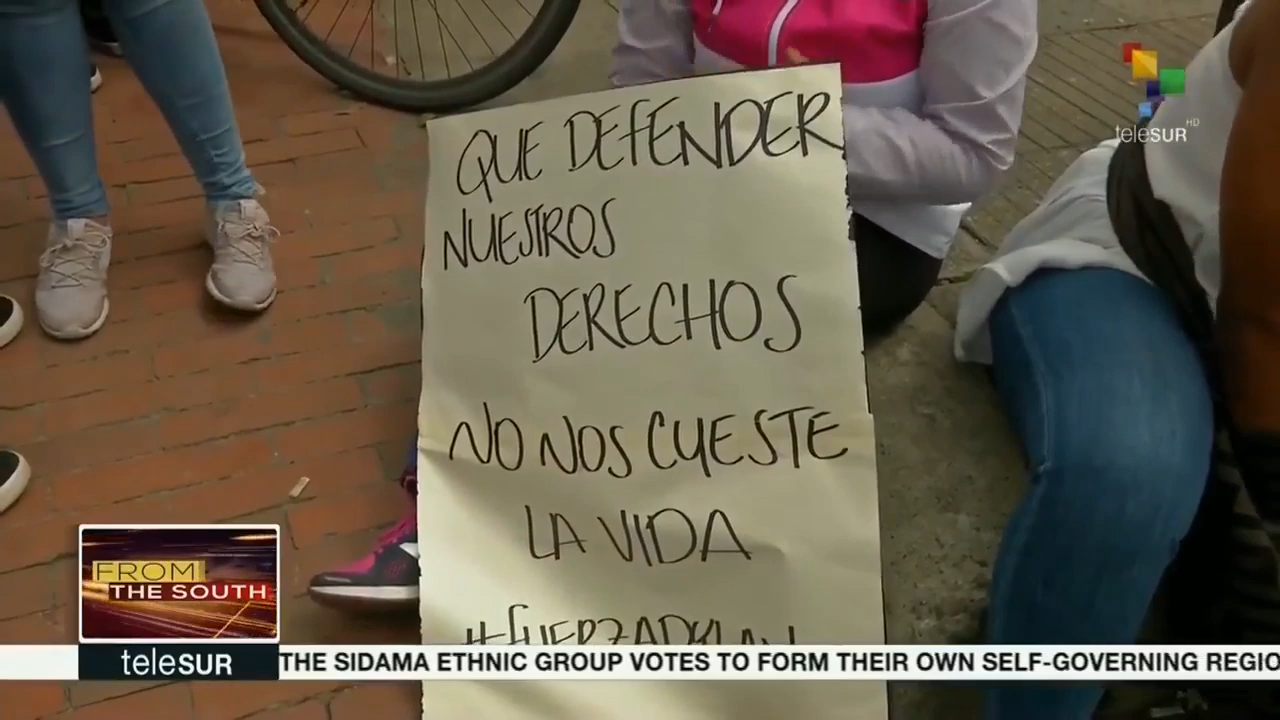 QUE DEFENDER
NUESTROS
DERECHOS
NO NOS CUESTE
LA VIDA
teleSUR HD
FROM
THE SOUTH
teleSUR
THE SIDAMA ETHNIC GROUP VOTES TO FORM THEIR OWN SELF-GOVERNING REGIO